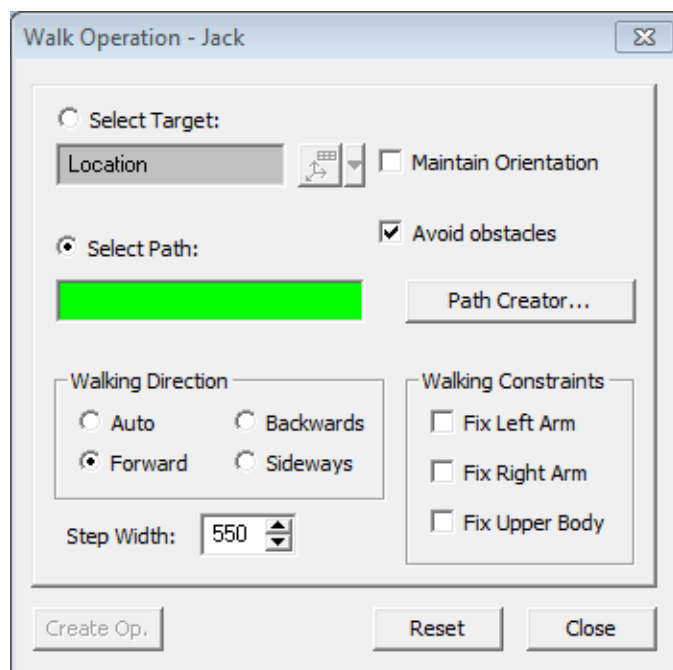 Walk Operation - Jack
Select Target:
Location
Maintain Orientation
Avoid obstacles
Select Path:
Path Creator...
Walking Direction
Auto
Backwards
Forward
Sideways
Step Width:
550
Walking Constraints
Fix Left Arm
Fix Right Arm
Fix Upper Body
Create Op.
Reset
Close